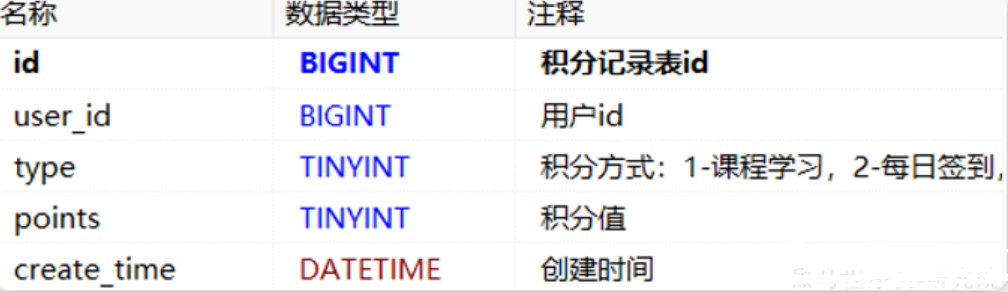 名称 数据类型 注释
id BIGINT 积分记录表id
user_id BIGINT 用户id
type TINYINT 积分方式：1-课程学习，2-每日签到，
points TINYINT 积分值
create_time DATETIME 创建时间